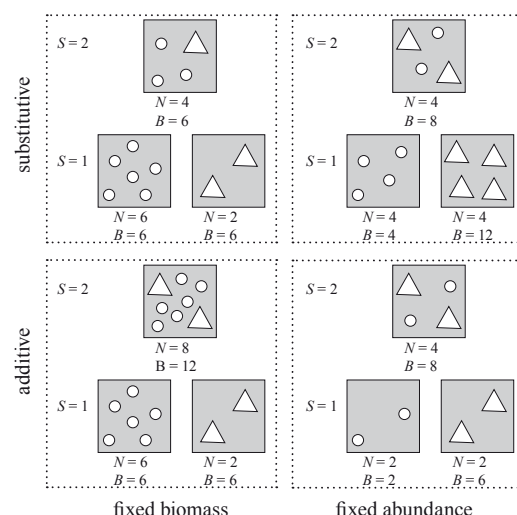 substitutive
S = 2
N = 4
B = 6
S = 1
N = 6
B = 6
N = 2
B = 6
S = 2
N = 4
B = 8
S = 1
N = 4
B = 4
N = 4
B = 12
additive
S = 2
N = 8
B = 12
S = 1
N = 6
B = 6
N = 2
B = 6
S = 2
N = 4
B = 8
S = 1
N = 2
B = 2
N = 2
B = 6
fixed biomass
fixed abundance